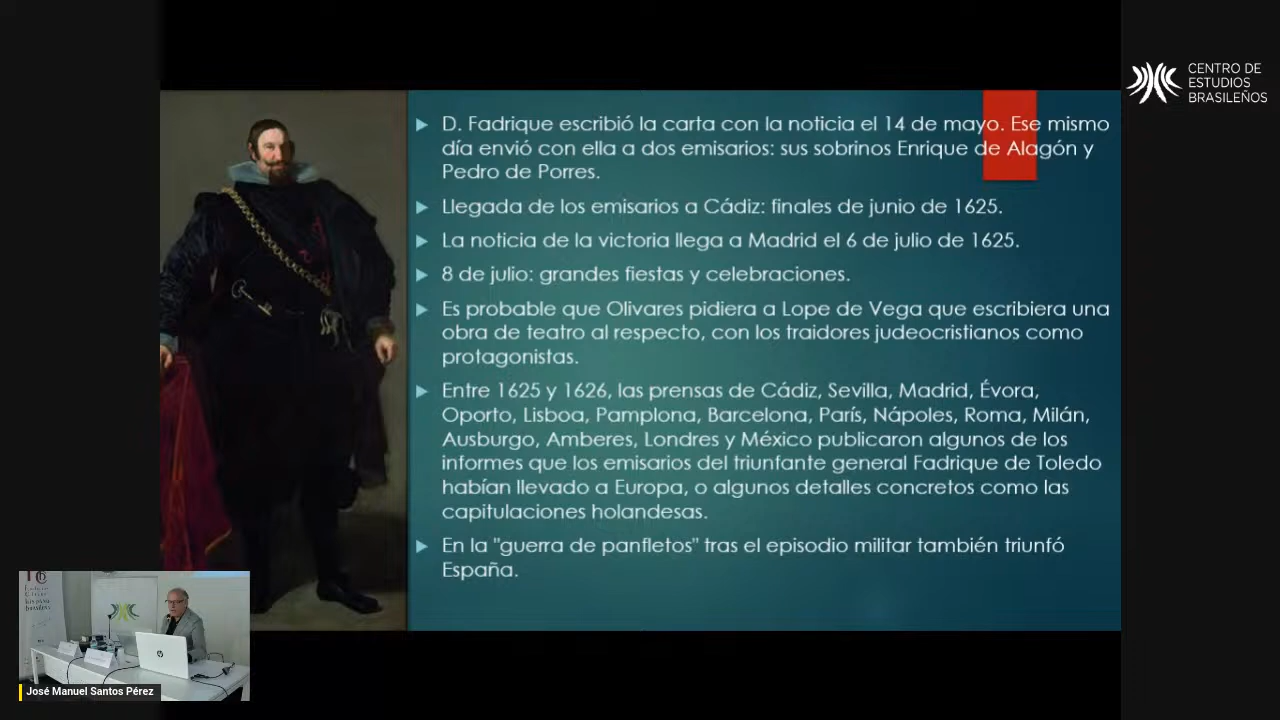 CENTRO DE
ESTUDIOS
BRASILEÑOS
D. Fadrique escribió la carta con la noticia el 14 de mayo. Ese mismo
día envió con ella a dos emisarios: sus sobrinos Enrique de Alagón y
Pedro de Porres.
Llegada de los emisarios a Cádiz: finales de junio de 1625.
La noticia de la victoria llega a Madrid el 6 de julio de 1625.
8 de julio: grandes fiestas y celebraciones.
Es probable que Olivares pidiera a Lope de Vega que escribiera una
obra de teatro al respecto, con los traidores judeocristianos como
protagonistas.
Entre 1625 y 1626, las prensas de Cádiz, Sevilla, Madrid, Évora,
Oporto, Lisboa, Pamplona, Barcelona, París, Nápoles, Roma, Milán,
Ausburgo, Amberes, Londres y México publicaron algunos de los
informes que los emisarios del triunfante general Fadrique de Toledo
habían llevado a Europa, o algunos detalles concretos como las
capitulaciones holandesas.
En la "guerra de panfletos" tras el episodio militar también triunfó
España.
hp
José Manuel Santos Pérez